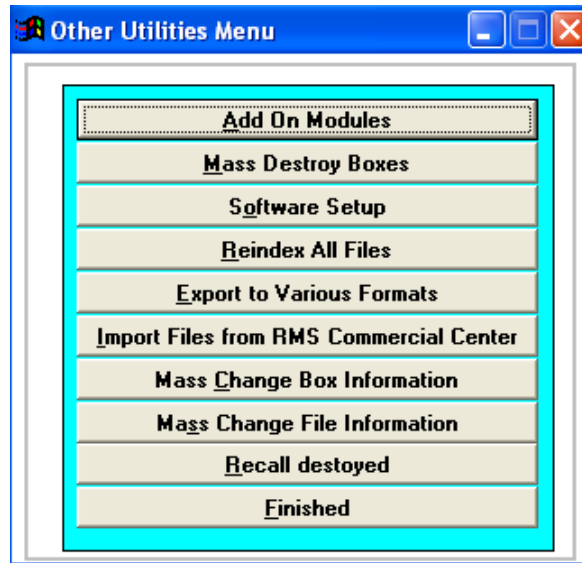 Other Utilities Menu
Add On Modules
Mass Destroy Boxes
Software Setup
Reindex All Files
Export to Various Formats
Import Files from RMS Commercial Center
Mass Change Box Information
Mass Change File Information
Recall destoyed
Finished